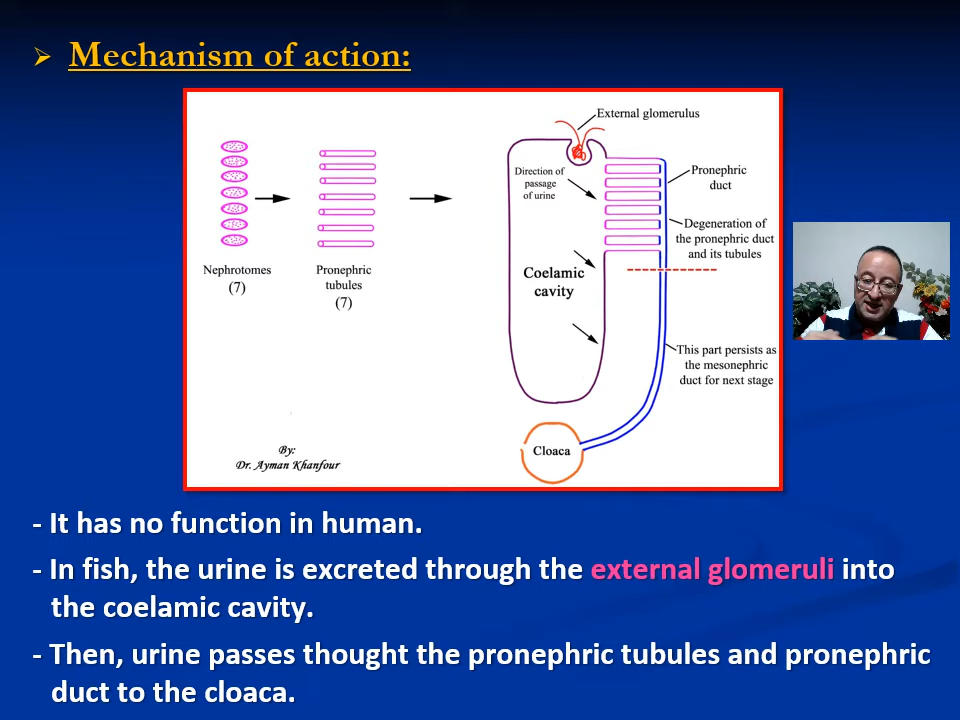 ➢ Mechanism of action:
External glomerulus
Direction of
passage
of urine
Pronephric
duct
Degeneration of
the pronephric duct
and its tubules
Nephrotomes
(7)
Pronephric
tubules
(7)
Coelamic
cavity
This part persists as
the mesonephric
duct for next stage
Cloaca
By:
Dr. Ayman Khanfour
- It has no function in human.
- In fish, the urine is excreted through the external glomeruli into
the coelamic cavity.
- Then, urine passes thought the pronephric tubules and pronephric
duct to the cloaca.